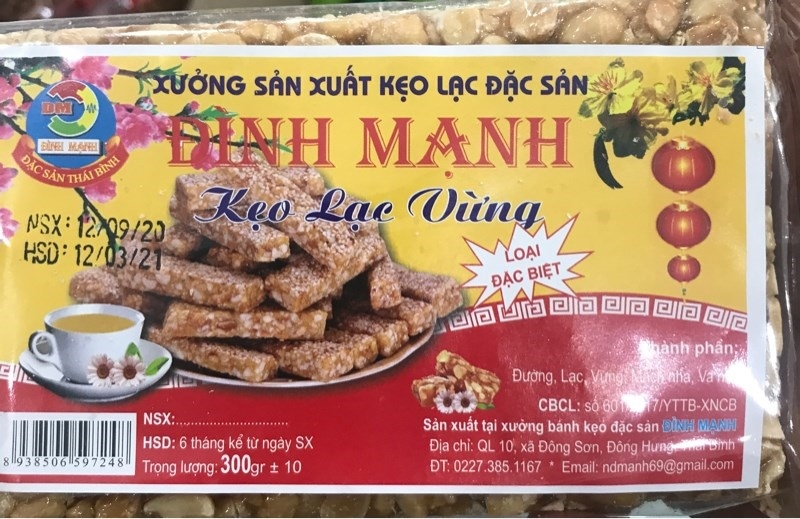 XƯỞNG SẢN XUẤT KẸO LẠC ĐẶC SẢN
ĐÌNH MẠNH
Kẹo Lạc Vừng
DM
ĐÌNH MẠNH
ĐẶC SẢN THÁI BÌNH
NSX: 12/09/20
HSD: 12/03/21
LOẠI
ĐẶC BIỆT
Thành phần:
Đường, Lạc, Vừng, Mạch nha,
CBCL: số
/YTTB-XNCB
Sản xuất tại xưởng bánh kẹo đặc sản ĐÌNH MẠNH
Địa chỉ: QL 10, xã Đông Sơn, Đông Hưng, Thái Bình
ĐT: 0227.385.1167 * Email: ndmanh69@gmail.com
NSX:............................
HSD: 6 tháng kể từ ngày SX
Trọng lượng: 300gr ± 10
8 938506 597248